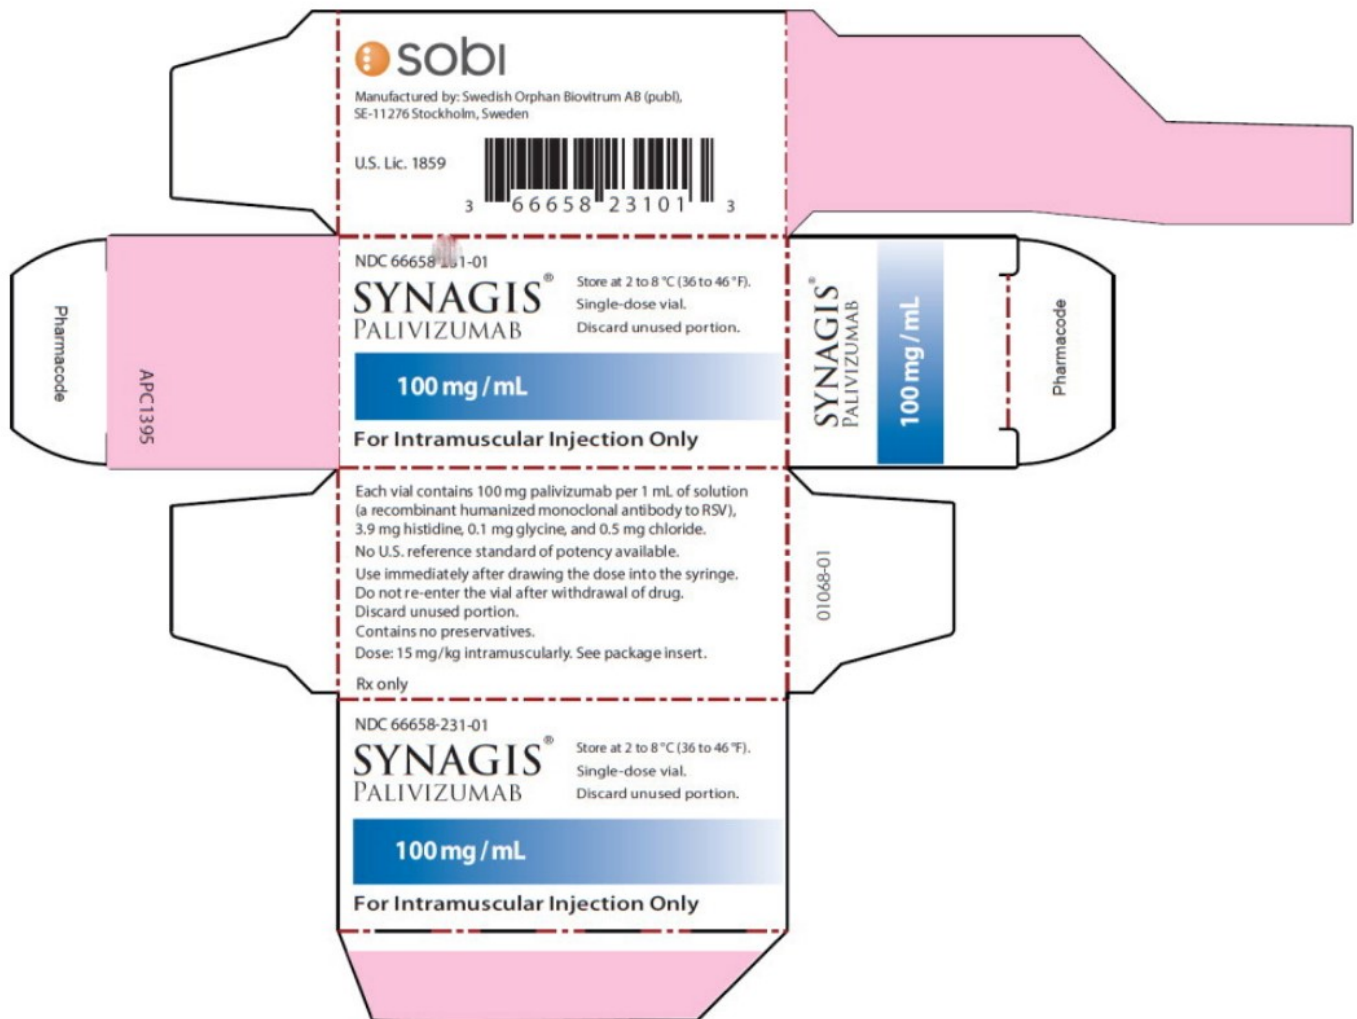 sobi
Manufactured by: Swedish Orphan Biovitrum AB (publ),
SE-11276 Stockholm, Sweden
U.S. Lic. 1859
3 66658 23101 3
NDC 66658- 31-01
SYNAGIS®
PALIVIZUMAB
Store at 2 to 8 °C (36 to 46 °F).
Single-dose vial.
Discard unused portion.
100 mg / mL
For Intramuscular Injection Only
Pharmacode
APC1395
SYNAGIS®
PALIVIZUMAB
100 mg / mL
Pharmacode
Each vial contains 100 mg palivizumab per 1 mL of solution
(a recombinant humanized monoclonal antibody to RSV),
3.9 mg histidine, 0.1 mg glycine, and 0.5 mg chloride.
No U.S. reference standard of potency available.
Use immediately after drawing the dose into the syringe.
Do not re-enter the vial after withdrawal of drug.
Discard unused portion.
Contains no preservatives.
Dose: 15 mg/kg intramuscularly. See package insert.
Rx only
01068-01
NDC 66658-231-01
SYNAGIS®
PALIVIZUMAB
Store at 2 to 8 °C (36 to 46 °F).
Single-dose vial.
Discard unused portion.
100 mg / mL
For Intramuscular Injection Only